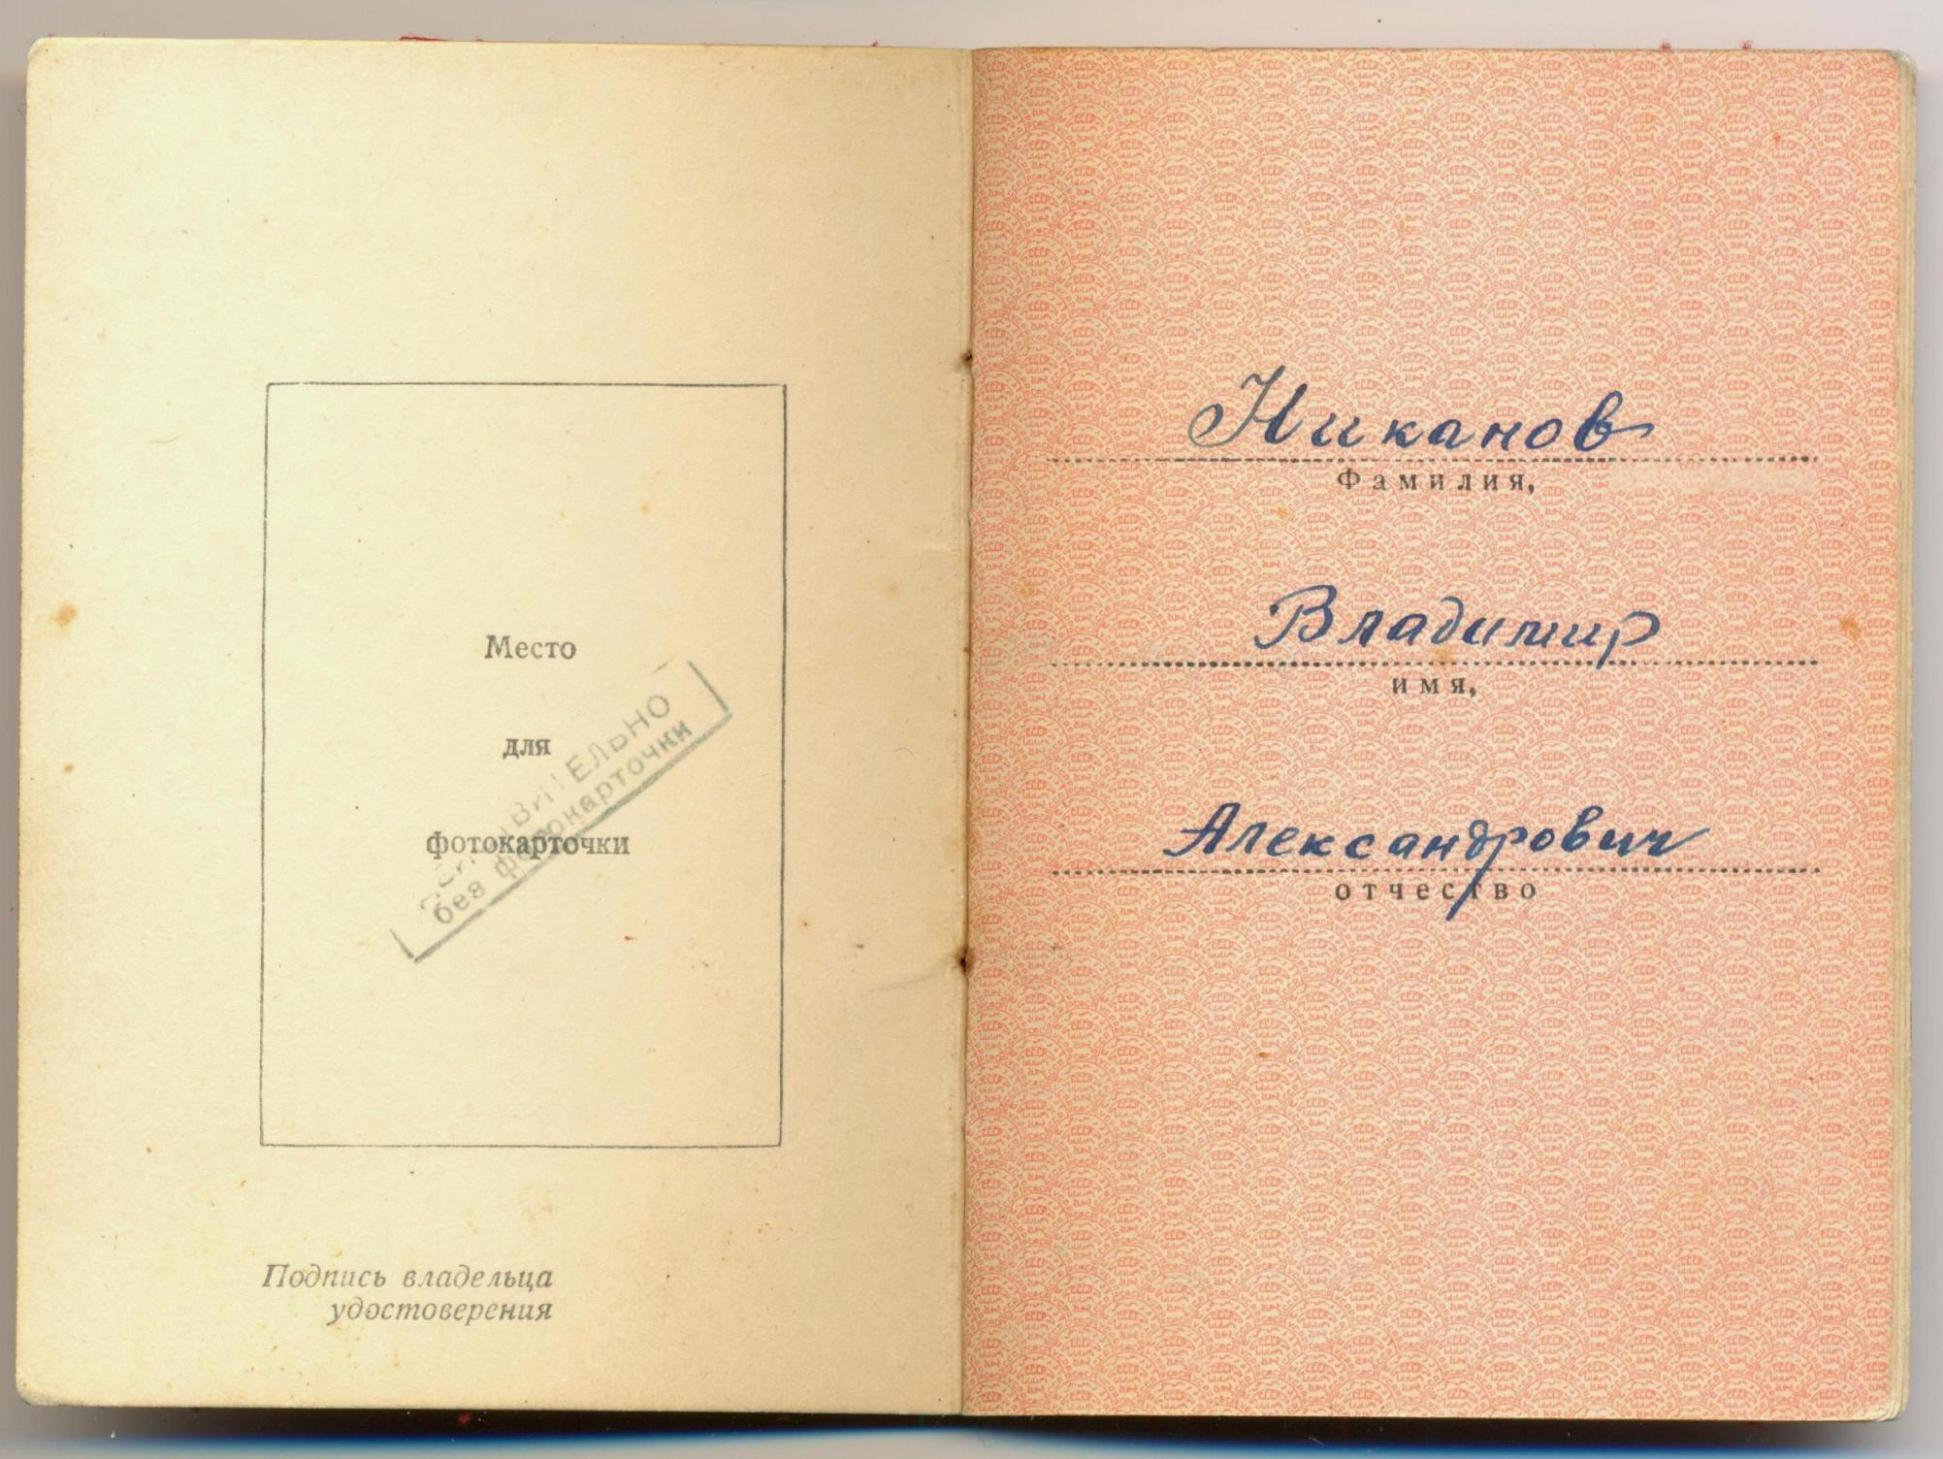 Место
для
фотокарточки
ДЕЙСТВИТЕЛЬНО
без фотокарточки
Подпись владельца
удостоверения
Никанов
Фамилия,
Владимир
имя,
Александрович
отчество